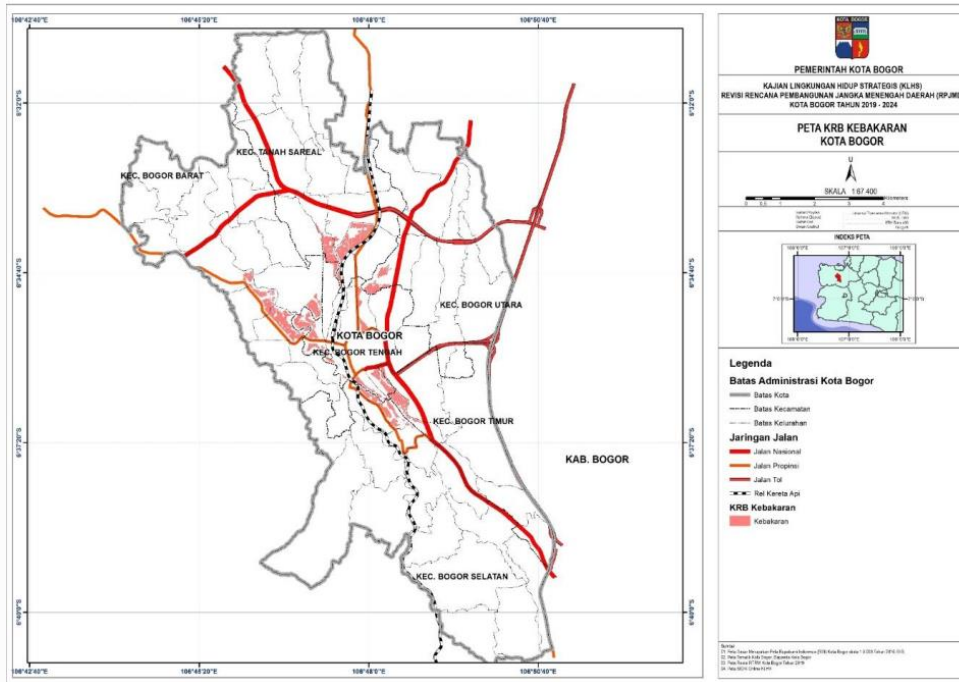 106°42'40"E
106°45'20"E
106°48'0"E
106°50'40"E
6°32'0"S
6°34'40"S
6°37'20"S
6°40'0"S
KEC. TANAH SAREAL
KEC. BOGOR BARAT
KEC. BOGOR UTARA
KOTA BOGOR
KEC. BOGOR TENGAH
KEC. BOGOR TIMUR
KAB. BOGOR
KEC. BOGOR SELATAN
KOTA BOGOR
PEMERINTAH KOTA BOGOR
KAJIAN LINGKUNGAN HIDUP STRATEGIS (KLHS)
REVISI RENCANA PEMBANGUNAN JANGKA MENENGAH DAERAH (RPJMD)
KOTA BOGOR TAHUN 2019 - 2024
PETA KRB KEBAKARAN
KOTA BOGOR
U
SKALA 1:67.400
INDEKS PETA
Legenda
Batas Administrasi Kota Bogor
Batas Kota
Batas Kecamatan
Batas Kelurahan
Jaringan Jalan
Jalan Nasional
Jalan Propinsi
Jalan Tol
Rel Kereta Api
KRB Kebakaran
Kebakaran